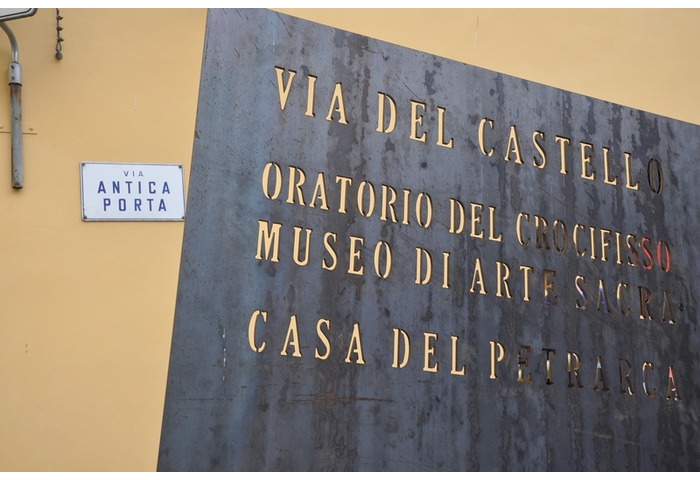 VIA
ANTICA
PORTA
VIA DEL CASTELLO
ORATORIO DEL CROCIFISSO
MUSEO DI ARTE SACRA
CASA DEL PETRARCA